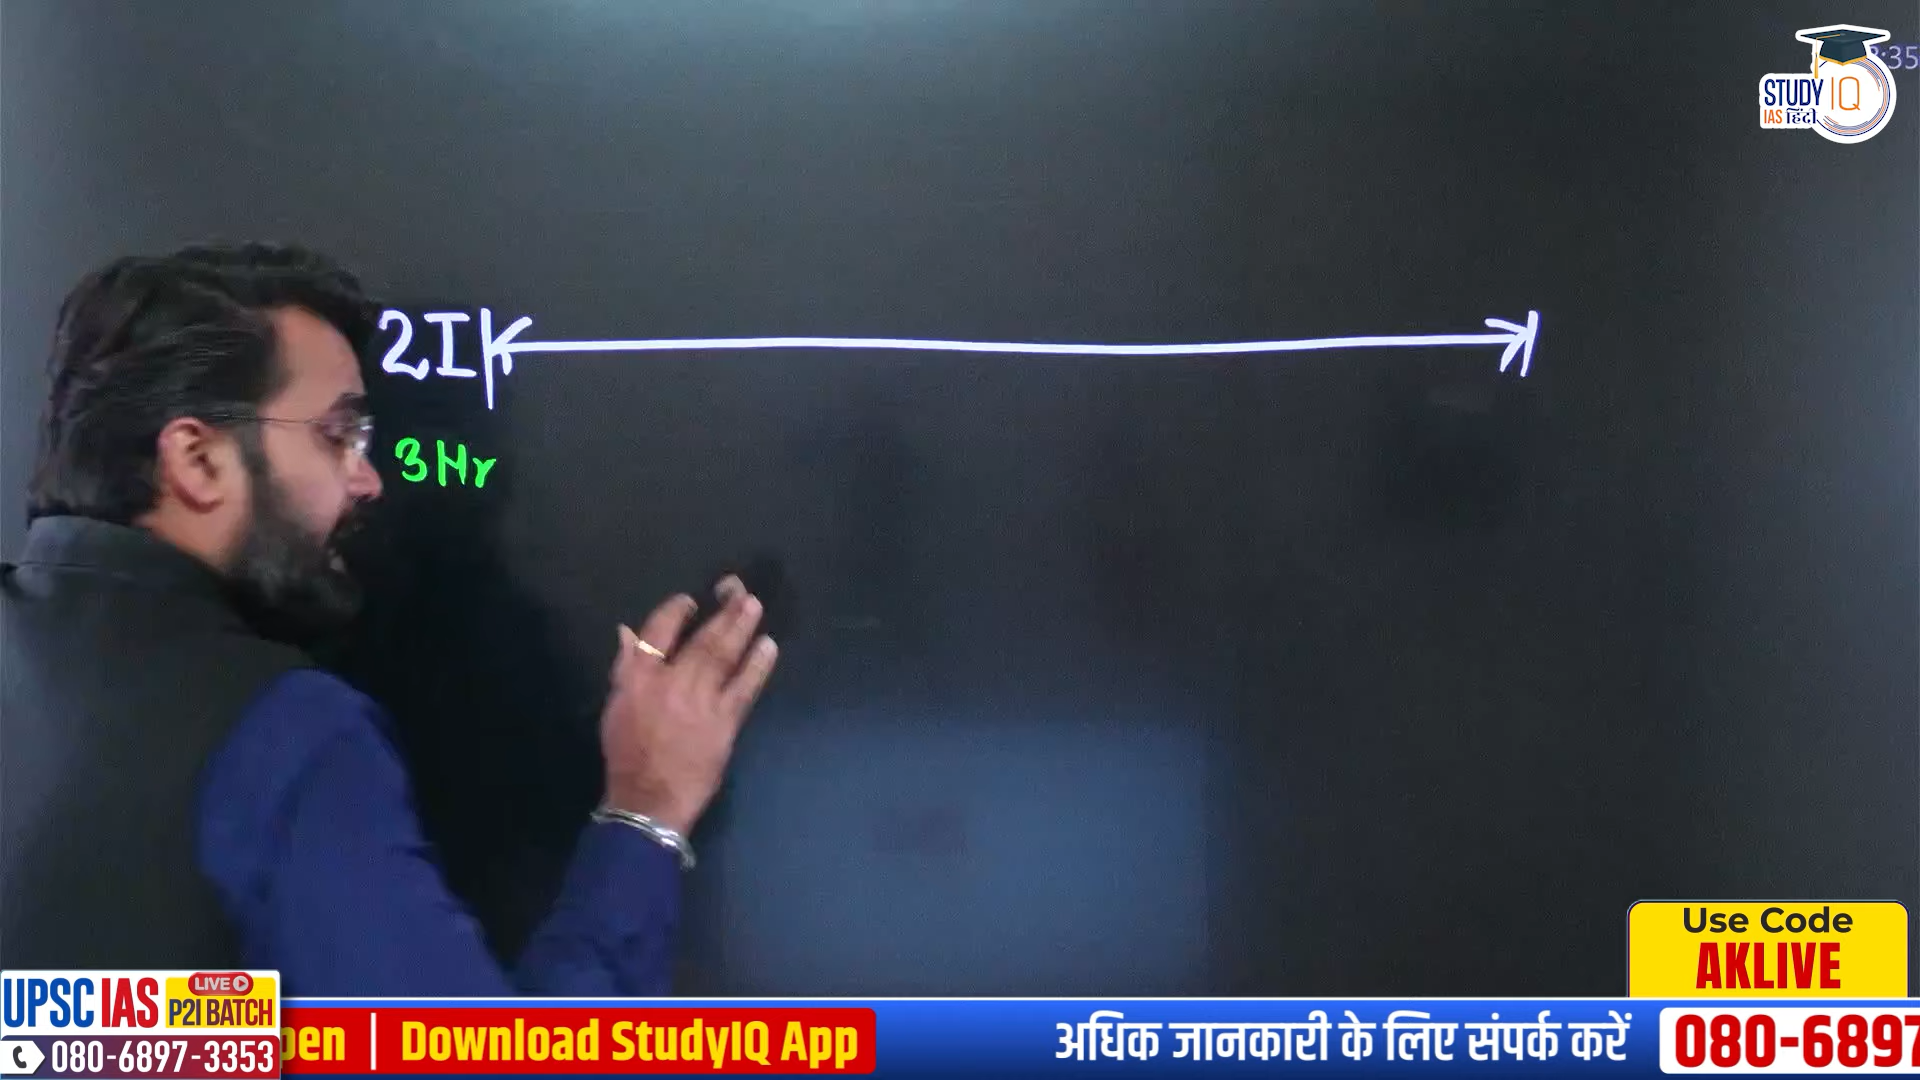 :35
STUDY IQ
IAS हिंदी
2I
3Hr
Use Code
AKLIVE
UPSC IAS LIVE P2I BATCH
080-6897-3353
pen | Download StudyIQ App
अधिक जानकारी के लिए संपर्क करें 080-6897